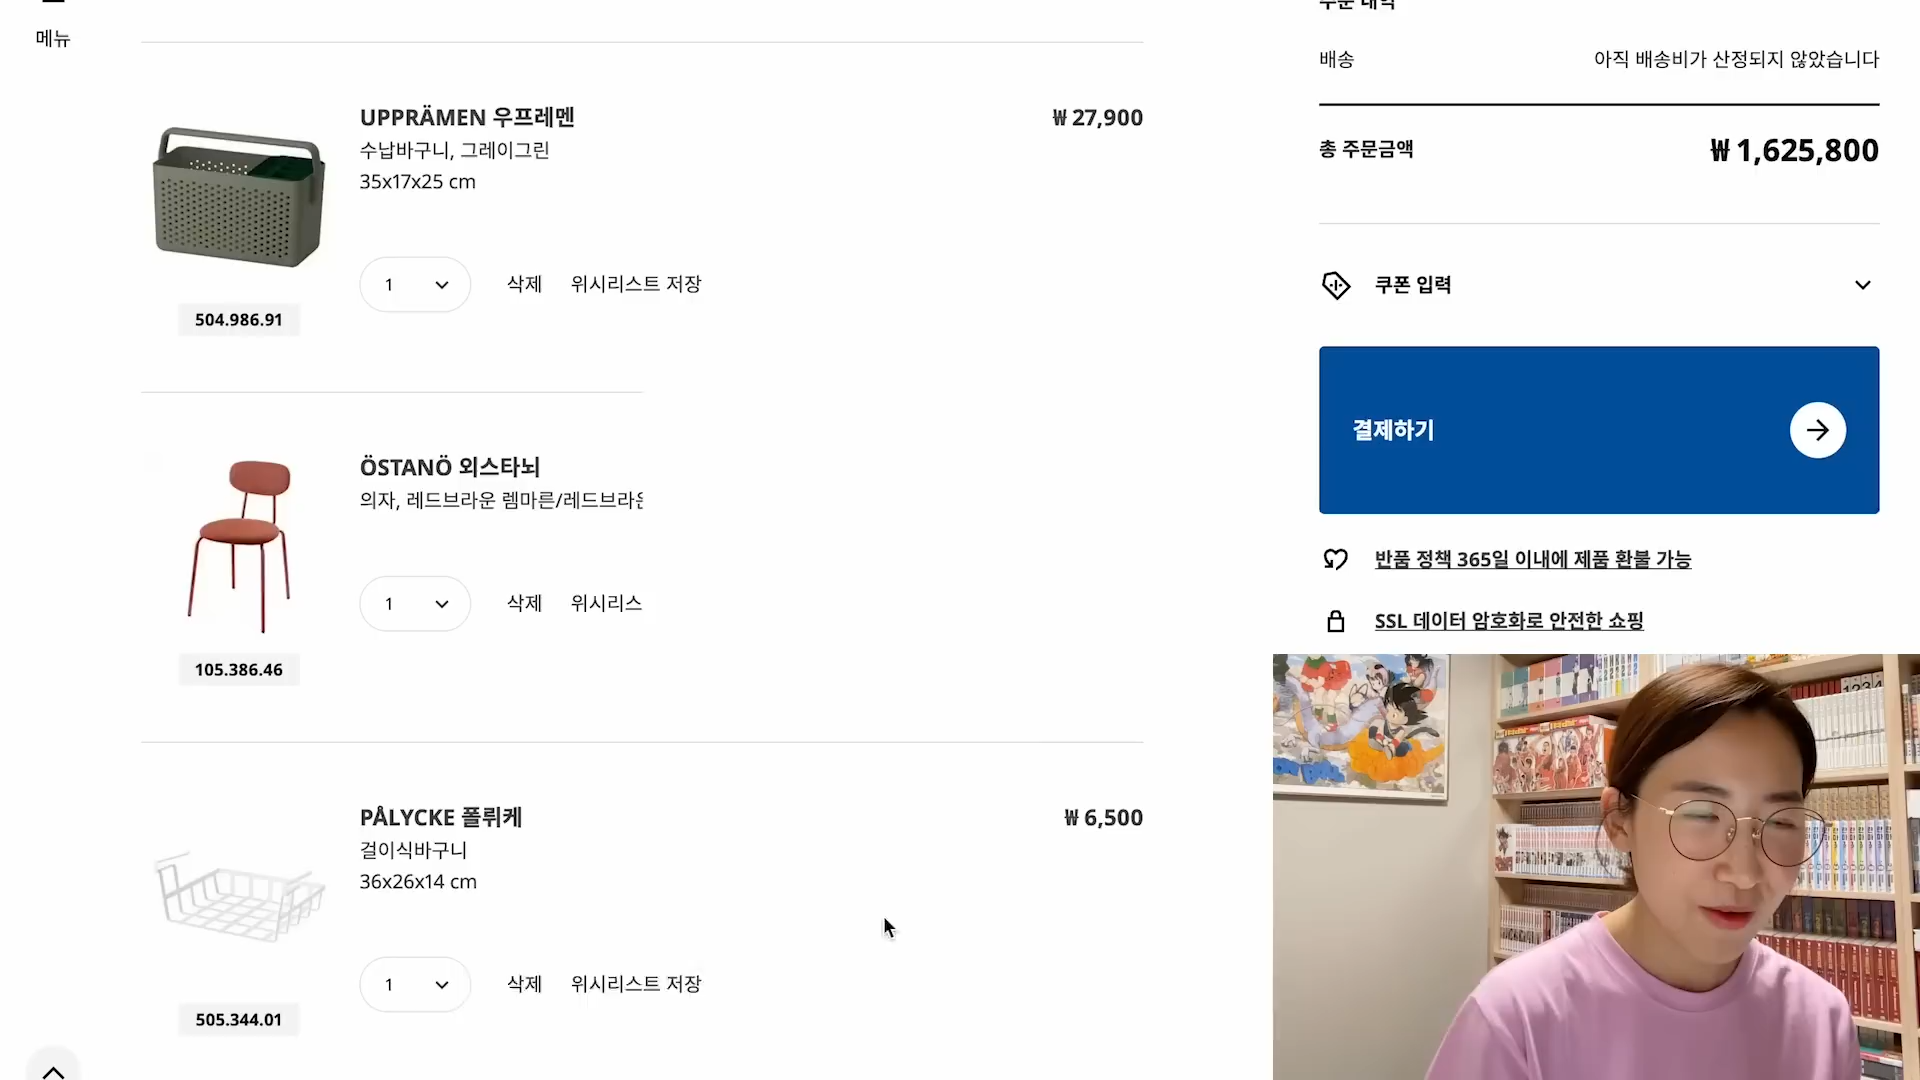 메뉴
UPPRÄMEN 우프레멘
₩ 27,900
수납바구니, 그레이그린
35x17x25 cm
1
삭제
위시리스트 저장
504.986.91
ÖSTANÖ 외스타뇌
의자, 레드브라운 렘마른/레드브라운
1
삭제
위시리스
105.386.46
PÅLYCKE 폴뤼케
₩ 6,500
걸이식바구니
36x26x14 cm
1
삭제
위시리스트 저장
505.344.01
주문 내역
배송
아직 배송비가 산정되지 않았습니다
총 주문금액
₩ 1,625,800
쿠폰 입력
결제하기
반품 정책 365일 이내에 제품 환불 가능
SSL 데이터 암호화로 안전한 쇼핑
1234